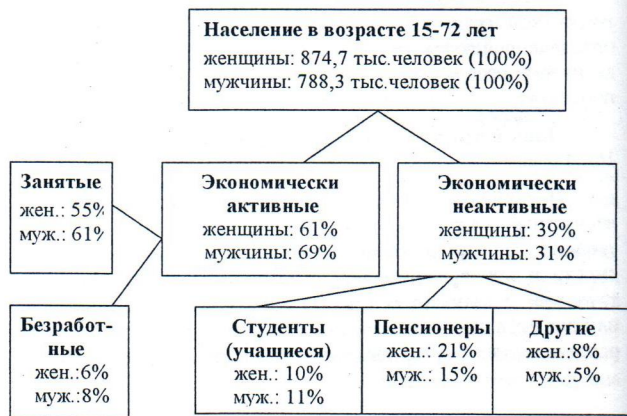 Население в возрасте 15-72 лет
женщины: 874,7 тыс.человек (100%)
мужчины: 788,3 тыс.человек (100%)
Занятые
жен.: 55%
муж.: 61%
Экономически
активные
женщины: 61%
мужчины: 69%
Экономически
неактивные
женщины: 39%
мужчины: 31%
Безработ-
ные
жен.:6%
муж.:8%
Студенты
(учащиеся)
жен.: 10%
муж.: 11%
Пенсионеры
жен.: 21%
муж.: 15%
Другие
жен.:8%
муж.:5%